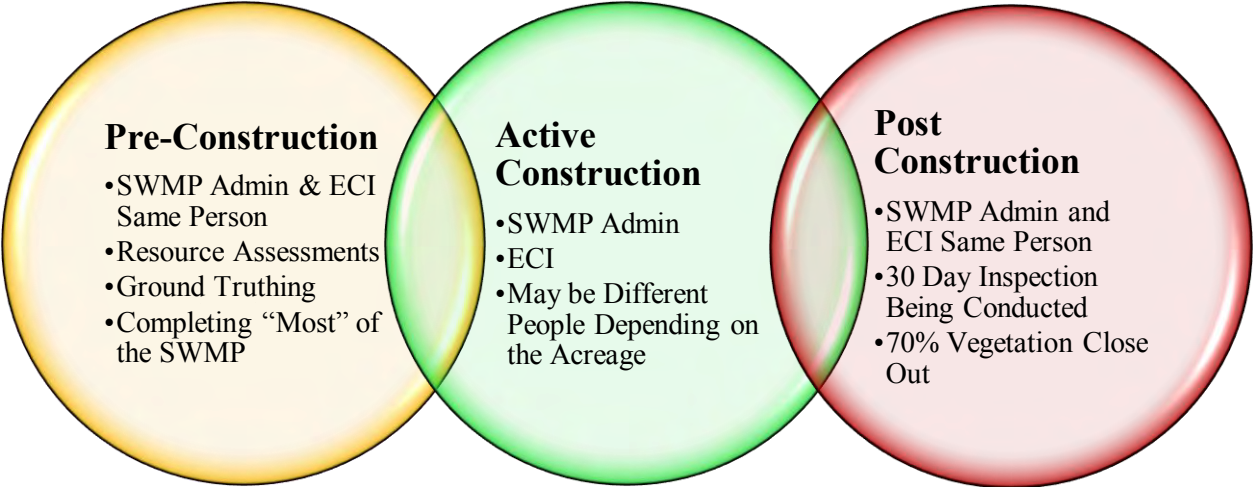 Pre-Construction
•SWMP Admin & ECI
Same Person
•Resource Assessments
•Ground Truthing
•Completing “Most” of
the SWMP
Active
Construction
•SWMP Admin
•ECI
•May be Different
People Depending on
the Acreage
Post
Construction
•SWMP Admin and
ECI Same Person
•30 Day Inspection
Being Conducted
•70% Vegetation Close
Out